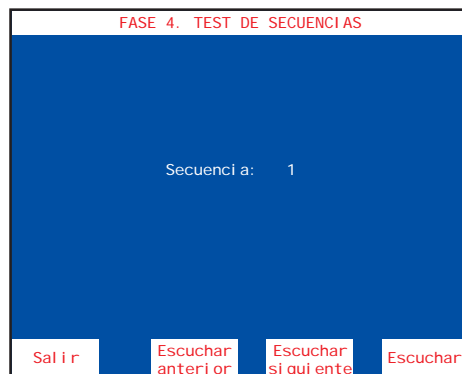 FASE 4. TEST DE SECUENCIAS
Secuencia: 1
Salir
Escuchar
anterior
Escuchar
siguiente
Escuchar